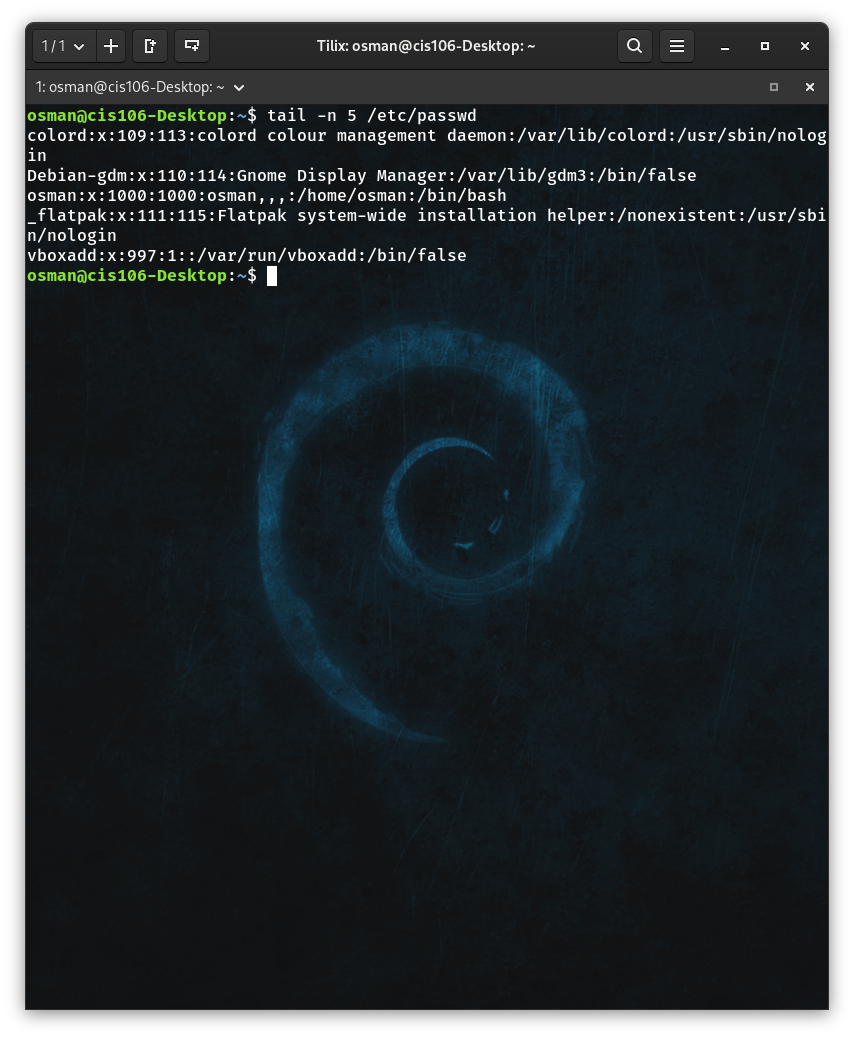 1 / 1
Tilix: osman@cis106-Desktop: ~
1: osman@cis106-Desktop: ~
osman@cis106-Desktop:~$ tail -n 5 /etc/passwd
colord:x:109:113:colord colour management daemon:/var/lib/colord:/usr/sbin/nolog
in
Debian-gdm:x:110:114:Gnome Display Manager:/var/lib/gdm3:/bin/false
osman:x:1000:1000:osman,,,:/home/osman:/bin/bash
_flatpak:x:111:115:Flatpak system-wide installation helper:/nonexistent:/usr/sbi
n/nologin
vboxadd:x:997:1::/var/run/vboxadd:/bin/false
osman@cis106-Desktop:~$